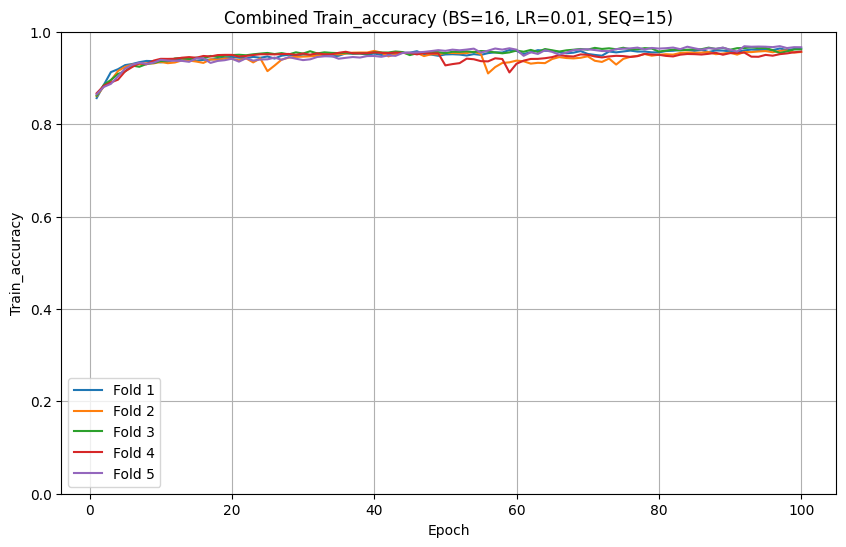 Combined Train_accuracy (BS=16, LR=0.01, SEQ=15)
Train_accuracy
1.0
0.8
0.6
0.4
0.2
0.0
Fold 1
Fold 2
Fold 3
Fold 4
Fold 5
0 20 40 60 80 100
Epoch